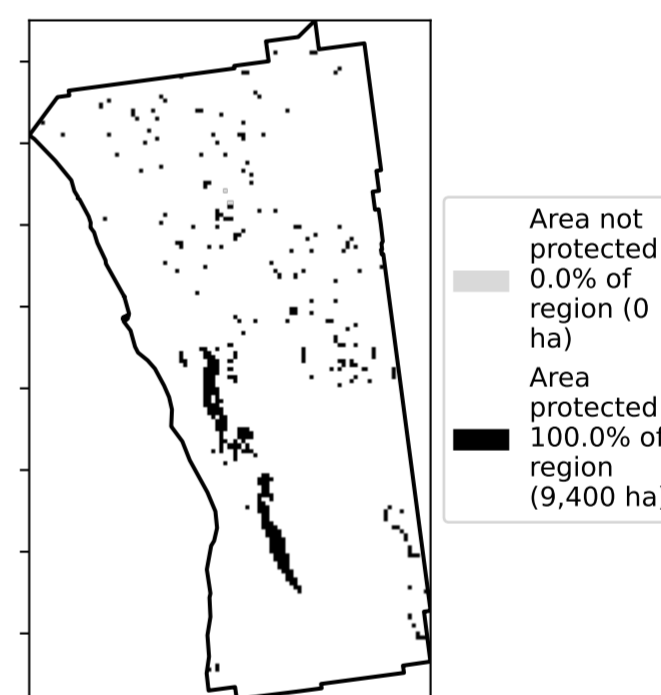 Area not
protected
0.0% of
region (0
ha)
Area
protected
100.0% of
region
(9,400 ha)